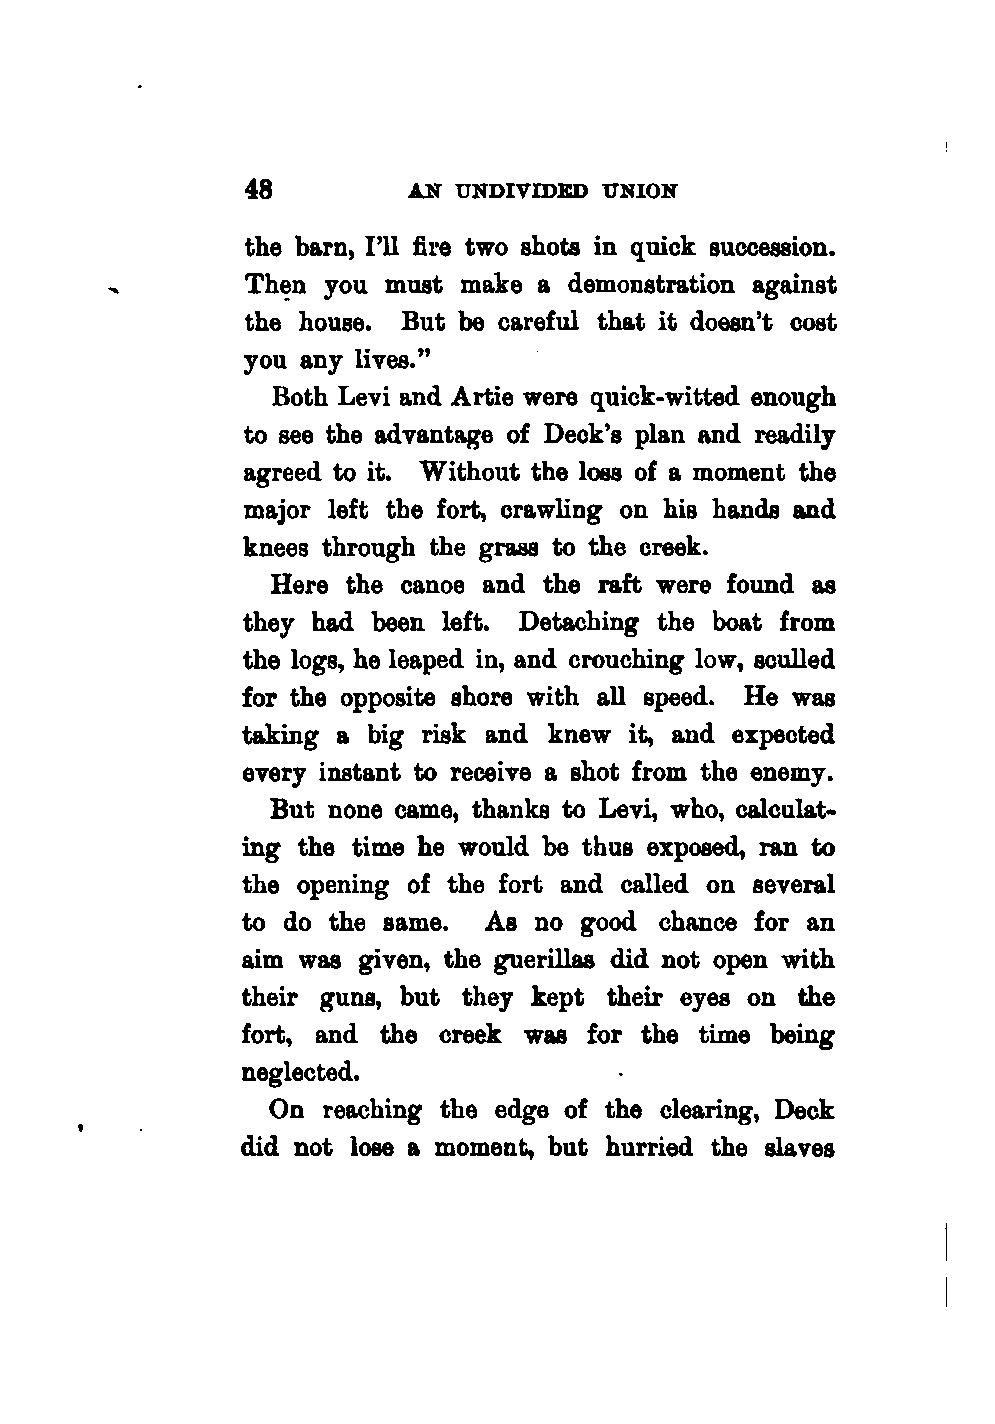 48 AN UNDIVIDED UNION
the barn, I'll fire two shots in quick succession.
Then you must make a demonstration against
the house. But be careful that it doesn't cost
you any lives."
Both Levi and Artie were quick-witted enough
to see the advantage of Deck's plan and readily
agreed to it. Without the loss of a moment the
major left the fort, crawling on his hands and
knees through the grass to the creek.
Here the canoe and the raft were found as
they had been left. Detaching the boat from
the logs, he leaped in, and crouching low, sculled
for the opposite shore with all speed. He was
taking a big risk and knew it, and expected
every instant to receive a shot from the enemy.
But none came, thanks to Levi, who, calculat-
ing the time he would be thus exposed, ran to
the opening of the fort and called on several
to do the same. As no good chance for an
aim was given, the guerillas did not open with
their guns, but they kept their eyes on the
fort, and the creek was for the time being
neglected.
On reaching the edge of the clearing, Deck
did not lose a moment, but hurried the slaves